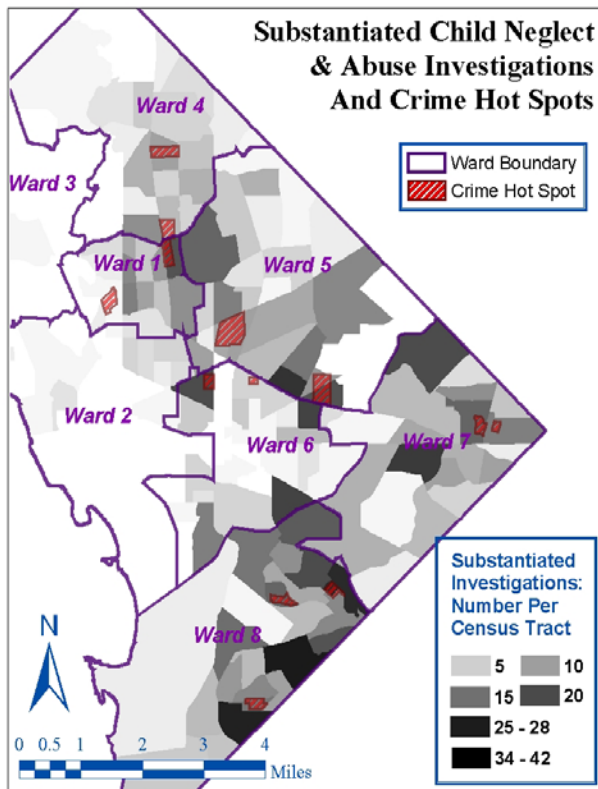 Substantiated Child Neglect
& Abuse Investigations
And Crime Hot Spots
Ward Boundary
Crime Hot Spot
Ward 4
Ward 3
Ward 1
Ward 5
Ward 2
Ward 6
Ward 7
Ward 8
Substantiated
Investigations:
Number Per
Census Tract
5 10
15 20
25 - 28
34 - 42
N
0 0.5 1 2 3 4
Miles